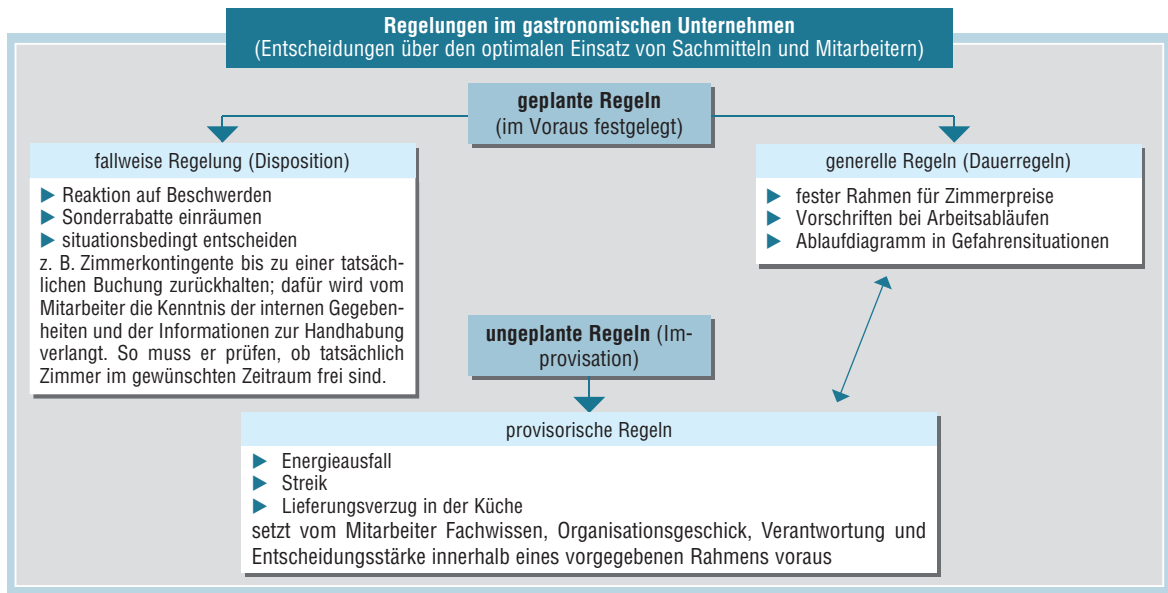 Regelungen im gastronomischen Unternehmen
(Entscheidungen über den optimalen Einsatz von Sachmitteln und Mitarbeitern)
geplante Regeln
(im Voraus festgelegt)
fallweise Regelung (Disposition)
Reaktion auf Beschwerden
Sonderrabatte einräumen
situationsbedingt entscheiden
z. B. Zimmerkontingente bis zu einer tatsäch-
lichen Buchung zurückhalten; dafür wird vom
Mitarbeiter die Kenntnis der internen Gegeben-
heiten und der Informationen zur Handhabung
verlangt. So muss er prüfen, ob tatsächlich
Zimmer im gewünschten Zeitraum frei sind.
generelle Regeln (Dauerregeln)
fester Rahmen für Zimmerpreise
Vorschriften bei Arbeitsabläufen
Ablaufdiagramm in Gefahrensituationen
ungeplante Regeln (Im-
provisation)
provisorische Regeln
Energieausfall
Streik
Lieferungsverzug in der Küche
setzt vom Mitarbeiter Fachwissen, Organisationsgeschick, Verantwortung und
Entscheidungsstärke innerhalb eines vorgegebenen Rahmens voraus